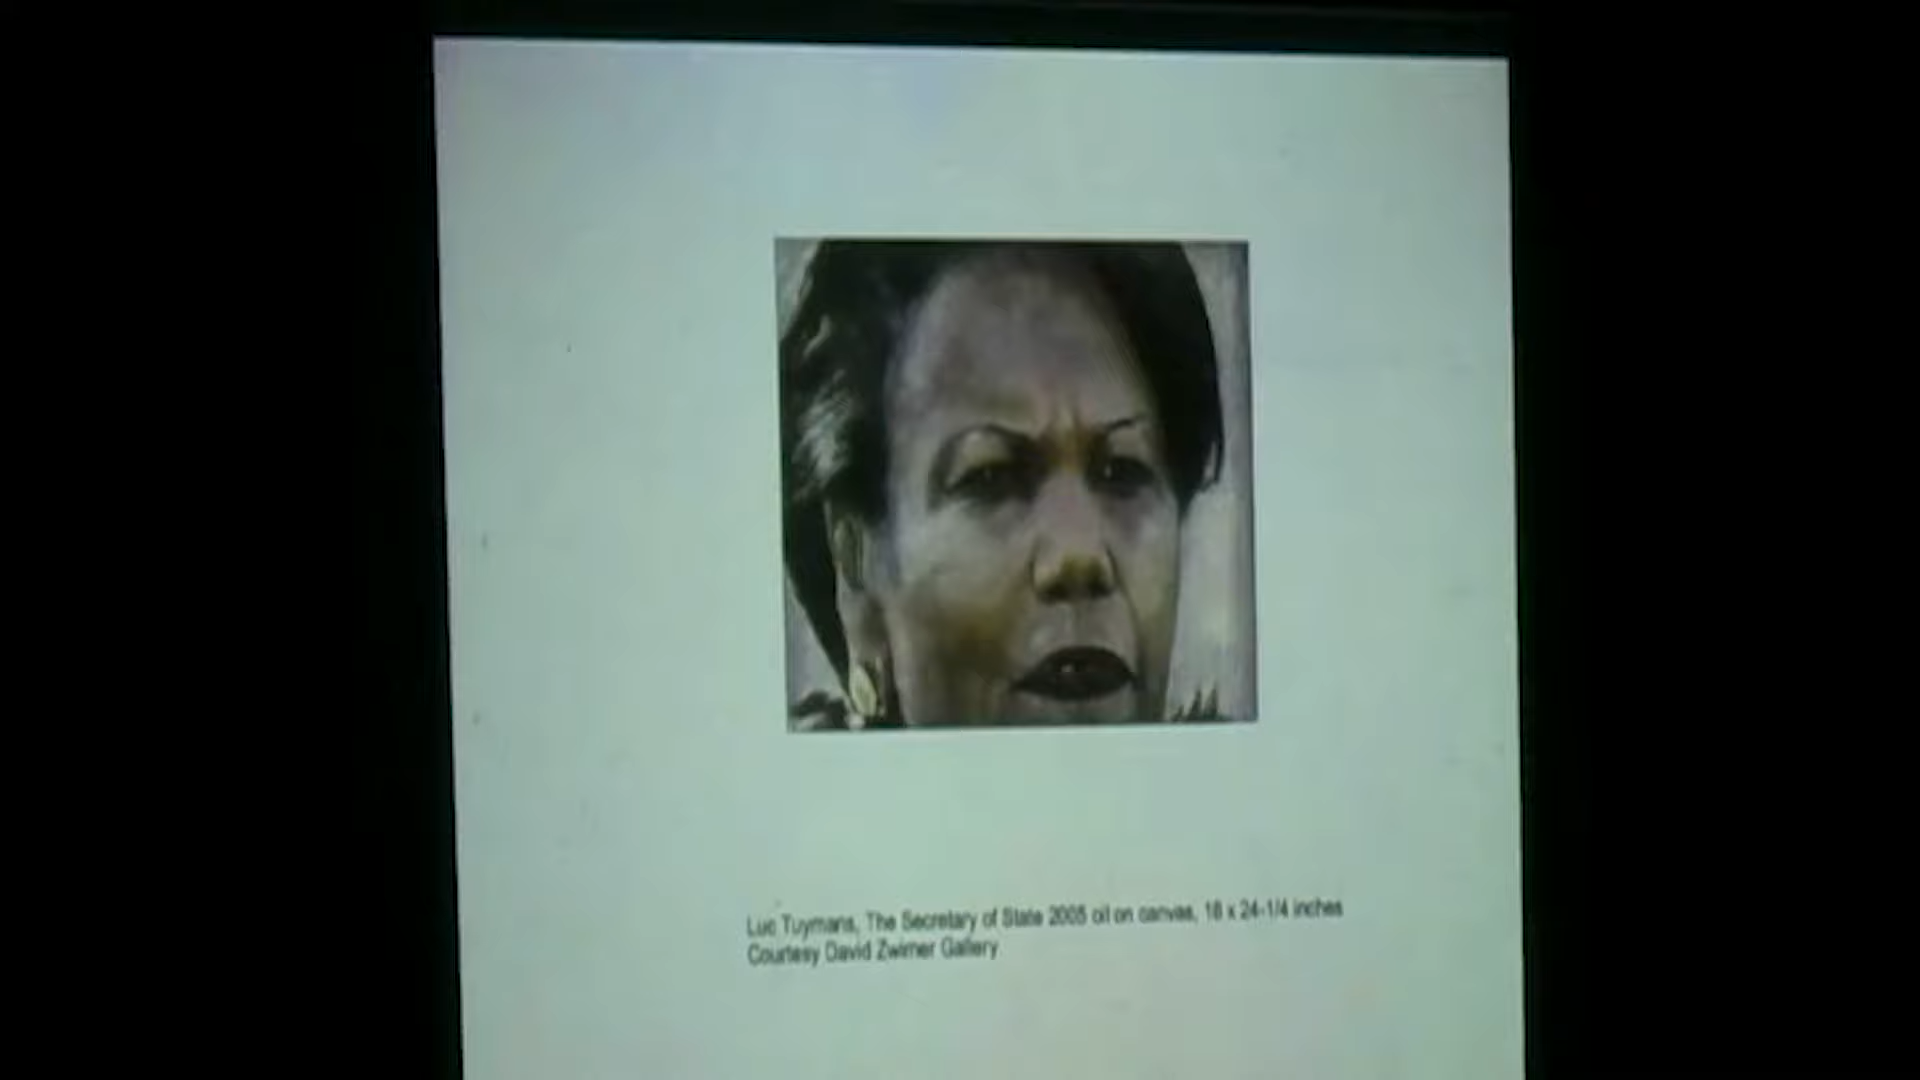 Luc Tuymans, The Secretary of State 2005 oil on canvas, 18 x 24-1/4 inches
Courtesy David Zwirner Gallery